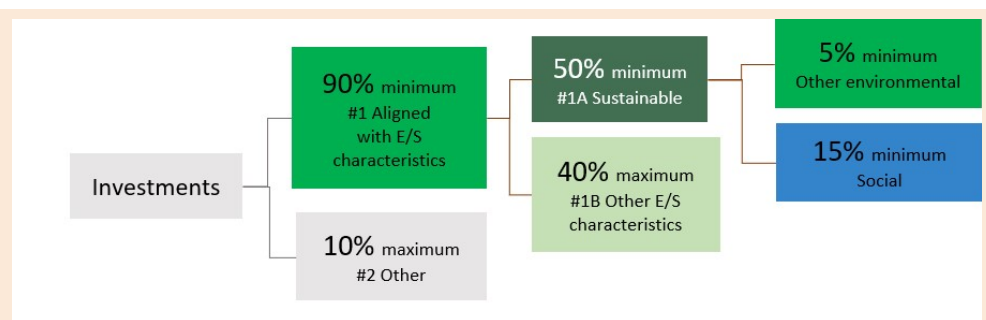 Investments
90% minimum
#1 Aligned
with E/S
characteristics
10% maximum
#2 Other
50% minimum
#1A Sustainable
40% maximum
#1B Other E/S
characteristics
5% minimum
Other environmental
15% minimum
Social